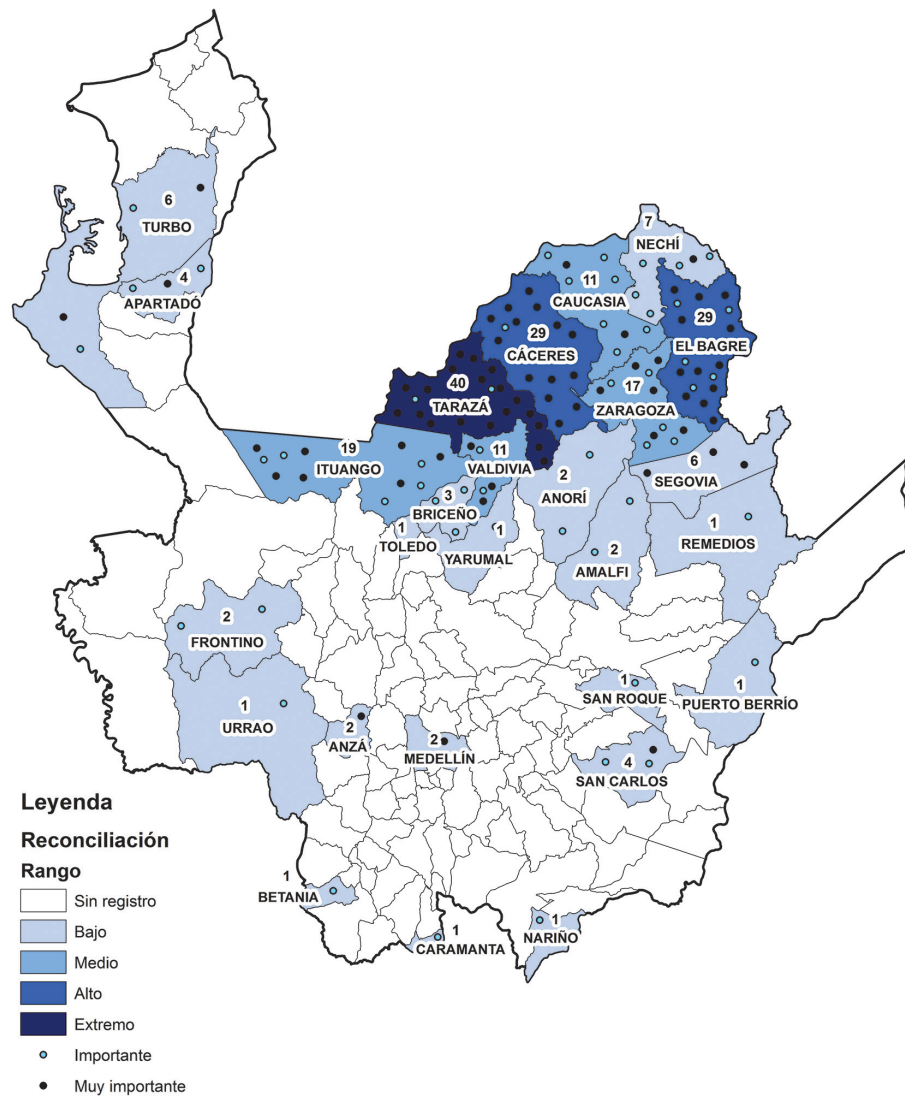 6
TURBO
4
APARTADÓ
7
NECHÍ
11
CAUCASIA
29
CÁCERES
29
EL BAGRE
40
TARAZÁ
17
ZARAGOZA
19
ITUANGO
11
VALDIVIA
6
SEGOVIA
2
ANORÍ
3
BRICEÑO
1
TOLEDO
1
YARUMAL
2
AMALFI
1
REMEDIOS
2
FRONTINO
1
URRAO
2
ANZÁ
2
MEDELLÍN
1
SAN ROQUE
1
PUERTO BERRÍO
4
SAN CARLOS
1
BETANIA
1
CARAMANTA
1
NARIÑO
Leyenda
Reconciliación
Rango
Sin registro
Bajo
Medio
Alto
Extremo
Importante
Muy importante